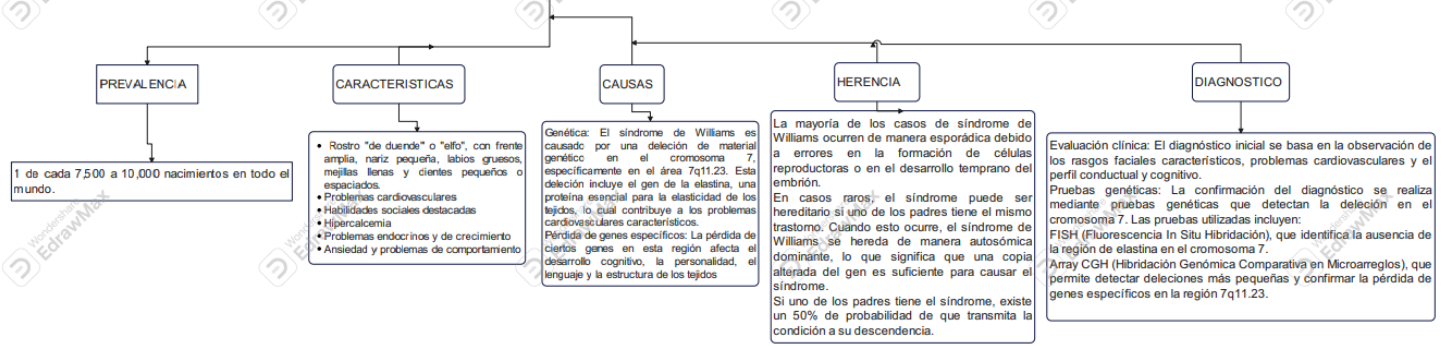 PREVALENCIA
CARACTERISTICAS
CAUSAS
HERENCIA
DIAGNOSTICO
1 de cada 7,500 a 10,000 nacimientos en todo el
mundo.
• Rostro "de duende" o "elfo", con frente
amplia, nariz pequeña, labios gruesos,
mejillas llenas y dientes pequeños o
espaciados.
• Problemas cardiovasculares
• Habilidades sociales destacadas
• Hipercalcemia
• Problemas endocrinos y de crecimiento
• Ansiedad y problemas de comportamiento
Genética: El síndrome de Williams es
causado por una deleción de material
genético en el cromosoma 7,
específicamente en el área 7q11.23. Esta
deleción incluye el gen de la elastina, una
proteína esencial para la elasticidad de los
tejidos, lo cual contribuye a los problemas
cardiovasculares característicos.
Pérdida de genes específicos: La pérdida de
ciertos genes en esta región afecta el
desarrollo cognitivo, la personalidad, el
lenguaje y la estructura de los tejidos
La mayoría de los casos de síndrome de
Williams ocurren de manera esporádica debido
a errores en la formación de células
reproductoras o en el desarrollo temprano del
embrión.
En casos raros, el síndrome puede ser
hereditario si uno de los padres tiene el mismo
trastorno. Cuando esto ocurre, el síndrome de
Williams se hereda de manera autosómica
dominante, lo que significa que una copia
alterada del gen es suficiente para causar el
síndrome.
Si uno de los padres tiene el síndrome, existe
un 50% de probabilidad de que transmita la
condición a su descendencia.
Evaluación clínica: El diagnóstico inicial se basa en la observación de
los rasgos faciales característicos, problemas cardiovasculares y el
perfil conductual y cognitivo.
Pruebas genéticas: La confirmación del diagnóstico se realiza
mediante pruebas genéticas que detectan la deleción en el
cromosoma 7. Las pruebas utilizadas incluyen:
FISH (Fluorescencia In Situ Hibridación), que identifica la ausencia de
la región de elastina en el cromosoma 7.
Array CGH (Hibridación Genómica Comparativa en Microarreglos), que
permite detectar deleciones más pequeñas y confirmar la pérdida de
genes específicos en la región 7q11.23.
Wondershare
EdrawMax
Wondershare
EdrawMax
Wondershare
EdrawMax
Wondershare
EdrawMax
Wondershare
EdrawMax
Wondershare
EdrawMax